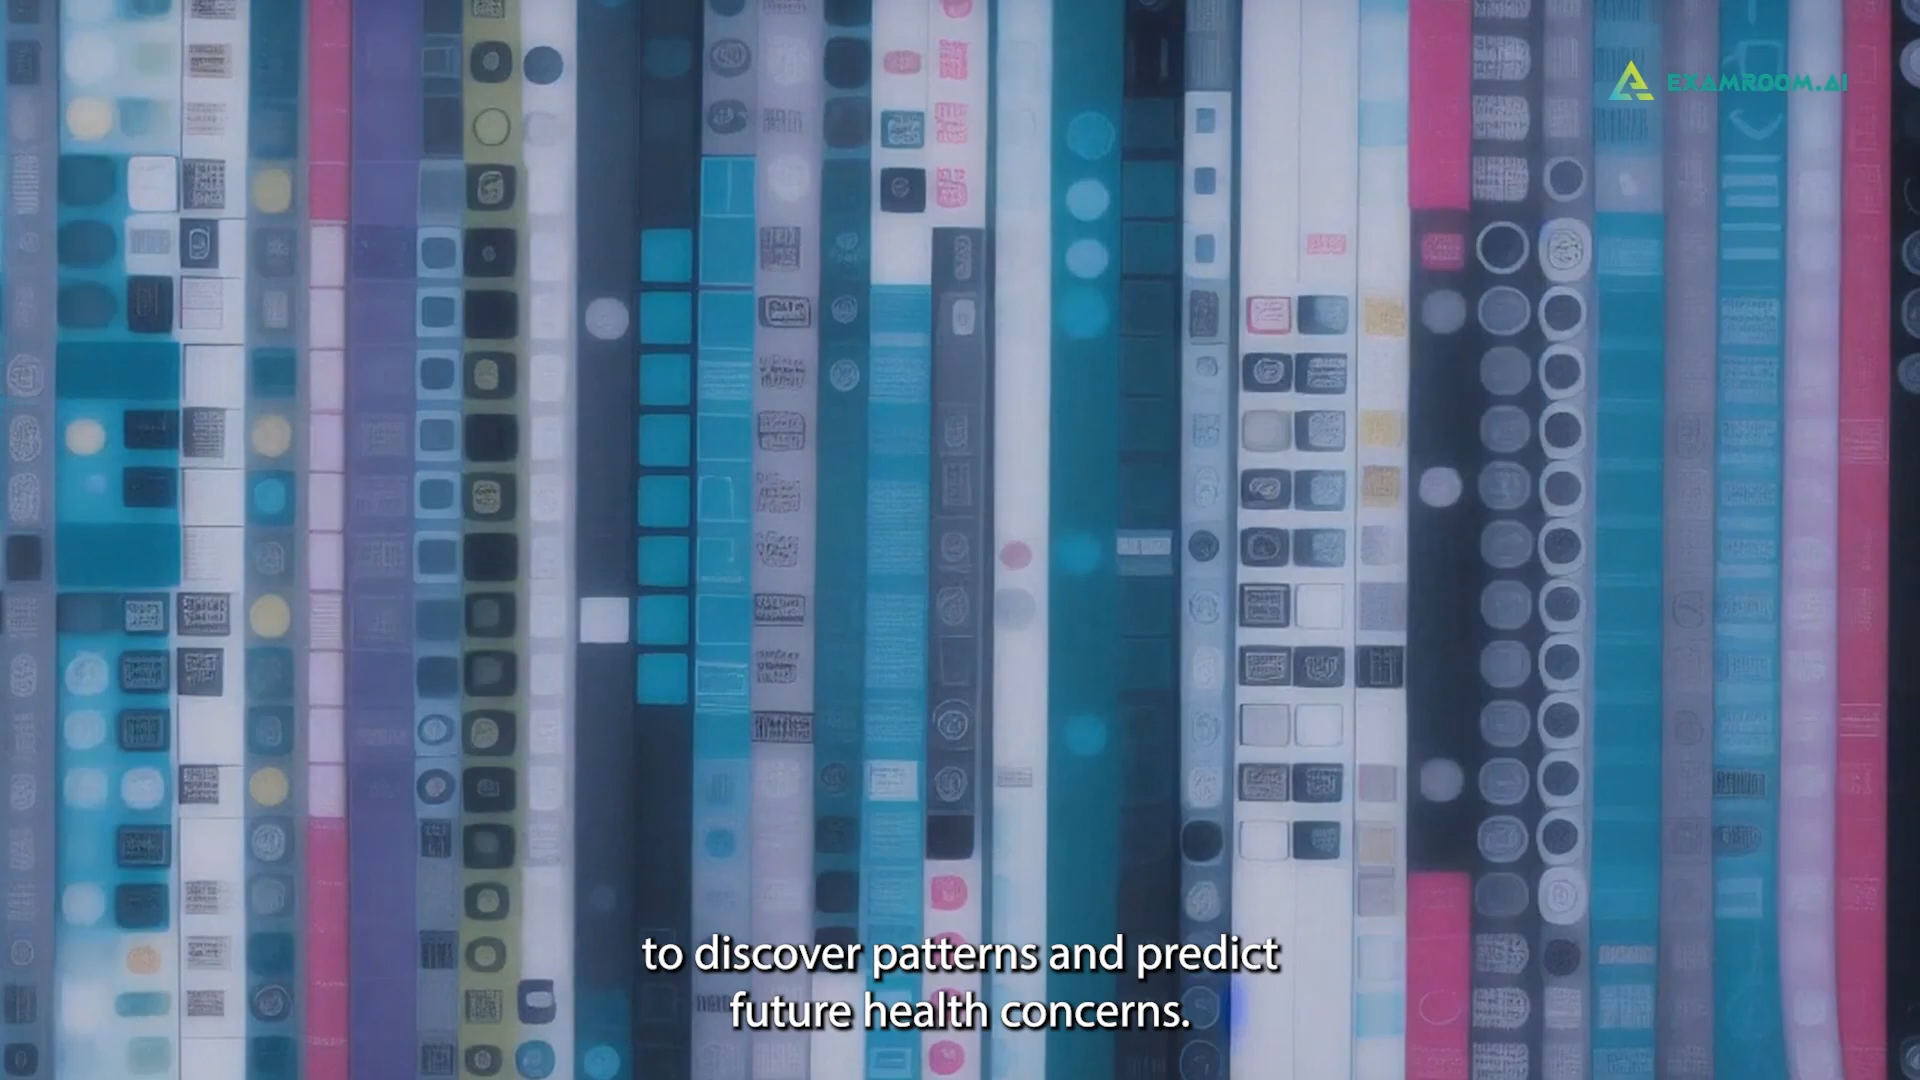 EXAMROOM.AI
to discover patterns and predict
future health concerns.